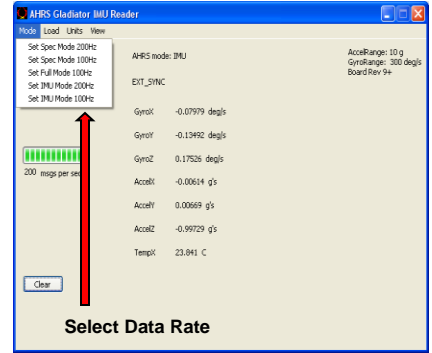 AHRS Gladiator IMU Reader
Mode Load Units View
Set Spec Mode 200Hz
Set Spec Mode 100Hz
Set Full Mode 100Hz
Set IMU Mode 200Hz
Set IMU Mode 100Hz
AHRS mode: IMU
AccelRange: 10 g
GyroRange: 300 deg/s
Board Rev 9+
EXT_SYNC
GyroX -0.07979 deg/s
GyroY -0.13492 deg/s
GyroZ 0.17526 deg/s
200 msgs per sec
AccelX -0.00614 g's
AccelY 0.00669 g's
AccelZ -0.99729 g's
TempX 23.841 C
Clear
Select Data Rate